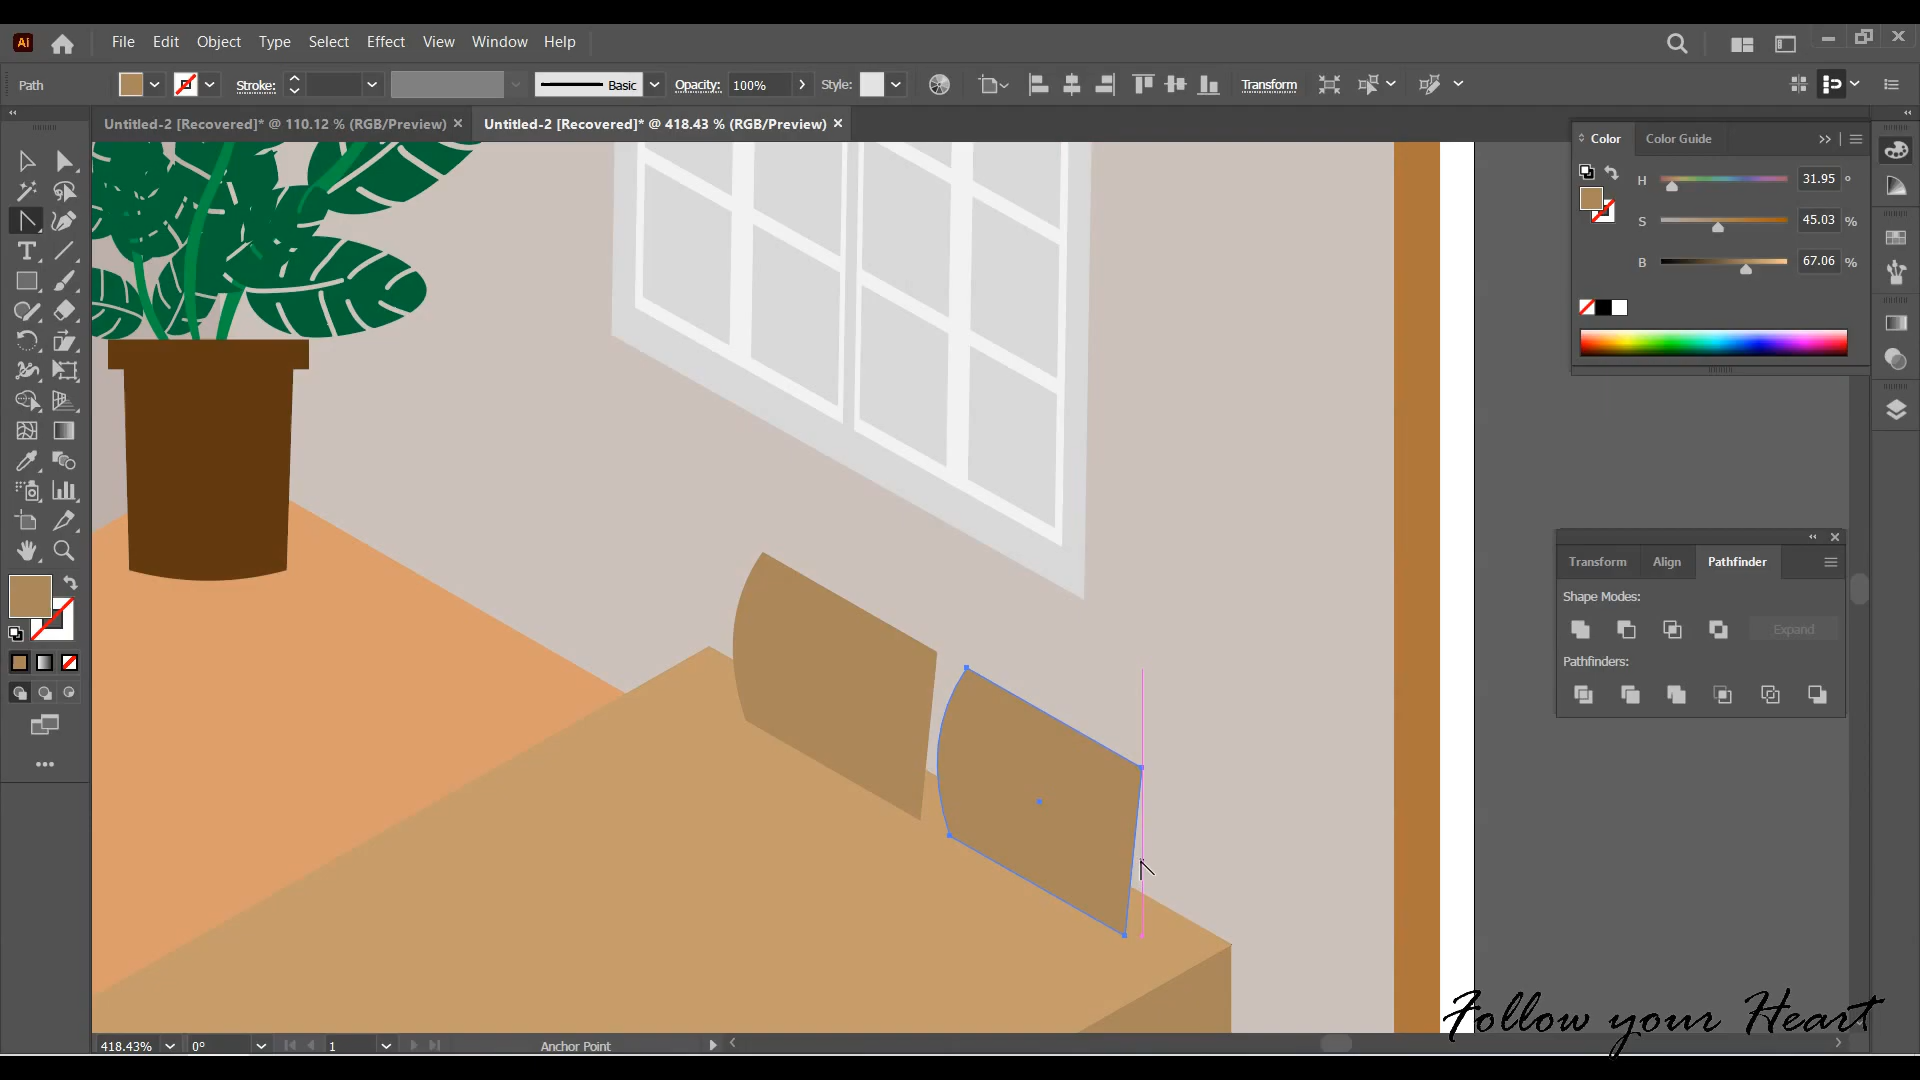 Ai File Edit Object Type Select Effect View Window Help
Path Stroke: Basic Opacity: 100% Style: Transform
Untitled-2 [Recovered]* @ 110.12 % (RGB/Preview) Untitled-2 [Recovered]* @ 418.43 % (RGB/Preview)
Color Color Guide
H 31.95 °
S 45.03 %
B 67.06 %
Transform Align Pathfinder
Shape Modes:
Expand
Pathfinders:
Follow your Heart
418.43% 0° 1 Anchor Point